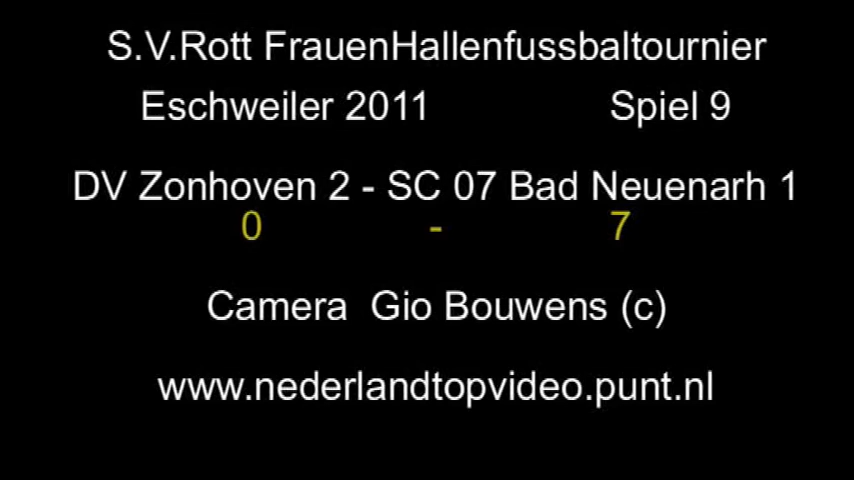 S.V.Rott FrauenHallenfussbaltournier
Eschweiler 2011 Spiel 9
DV Zonhoven 2 - SC 07 Bad Neuenarh 1
0 - 7
Camera Gio Bouwens (c)
www.nederlandtopvideo.punt.nl